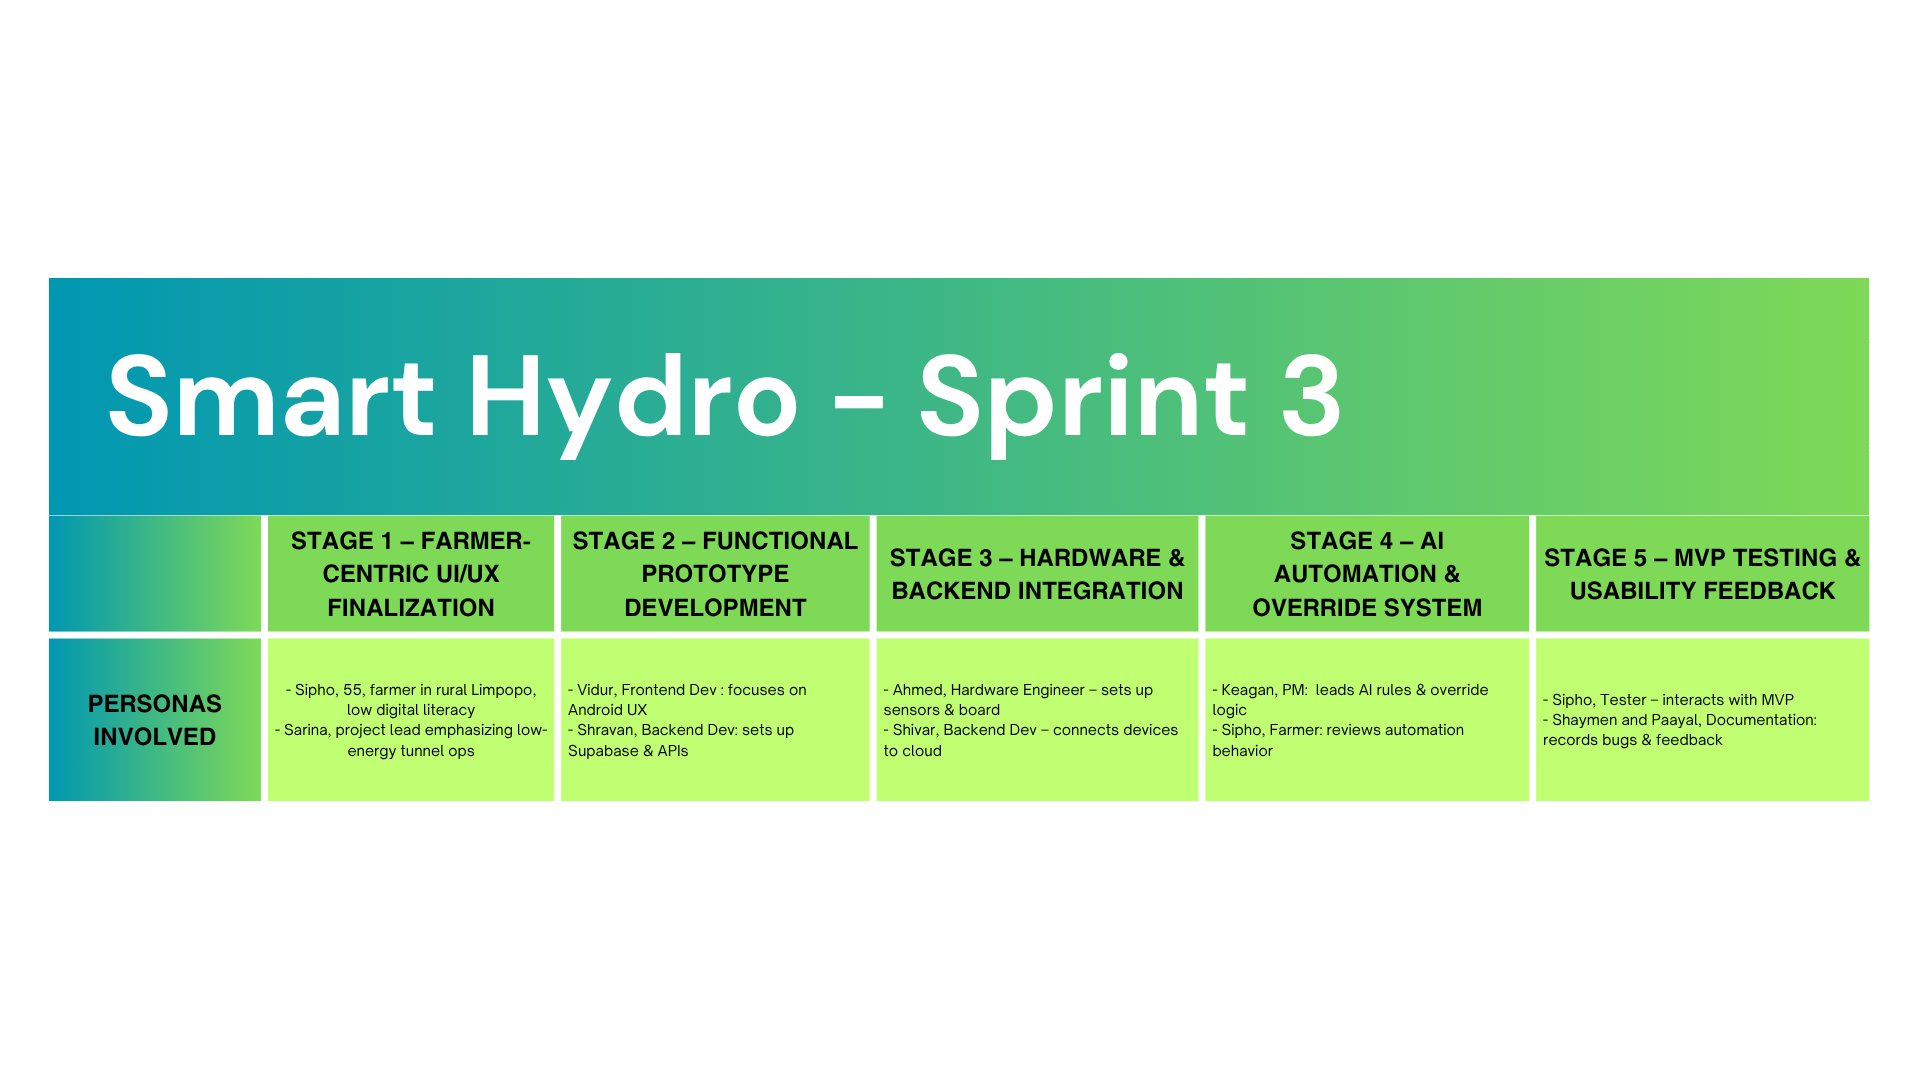 Smart Hydro – Sprint 3
STAGE 1 – FARMER-
CENTRIC UI/UX
FINALIZATION
STAGE 2 – FUNCTIONAL
PROTOTYPE
DEVELOPMENT
STAGE 3 – HARDWARE &
BACKEND INTEGRATION
STAGE 4 – AI
AUTOMATION &
OVERRIDE SYSTEM
STAGE 5 – MVP TESTING &
USABILITY FEEDBACK
PERSONAS
INVOLVED
- Sipho, 55, farmer in rural Limpopo,
low digital literacy
- Sarina, project lead emphasizing low-
energy tunnel ops
- Vidur, Frontend Dev : focuses on
Android UX
- Shravan, Backend Dev: sets up
Supabase & APIs
- Ahmed, Hardware Engineer – sets up
sensors & board
- Shivar, Backend Dev – connects devices
to cloud
- Keagan, PM:  leads AI rules & override
logic
- Sipho, Farmer: reviews automation
behavior
- Sipho, Tester – interacts with MVP
- Shaymen and Paayal, Documentation:
records bugs & feedback